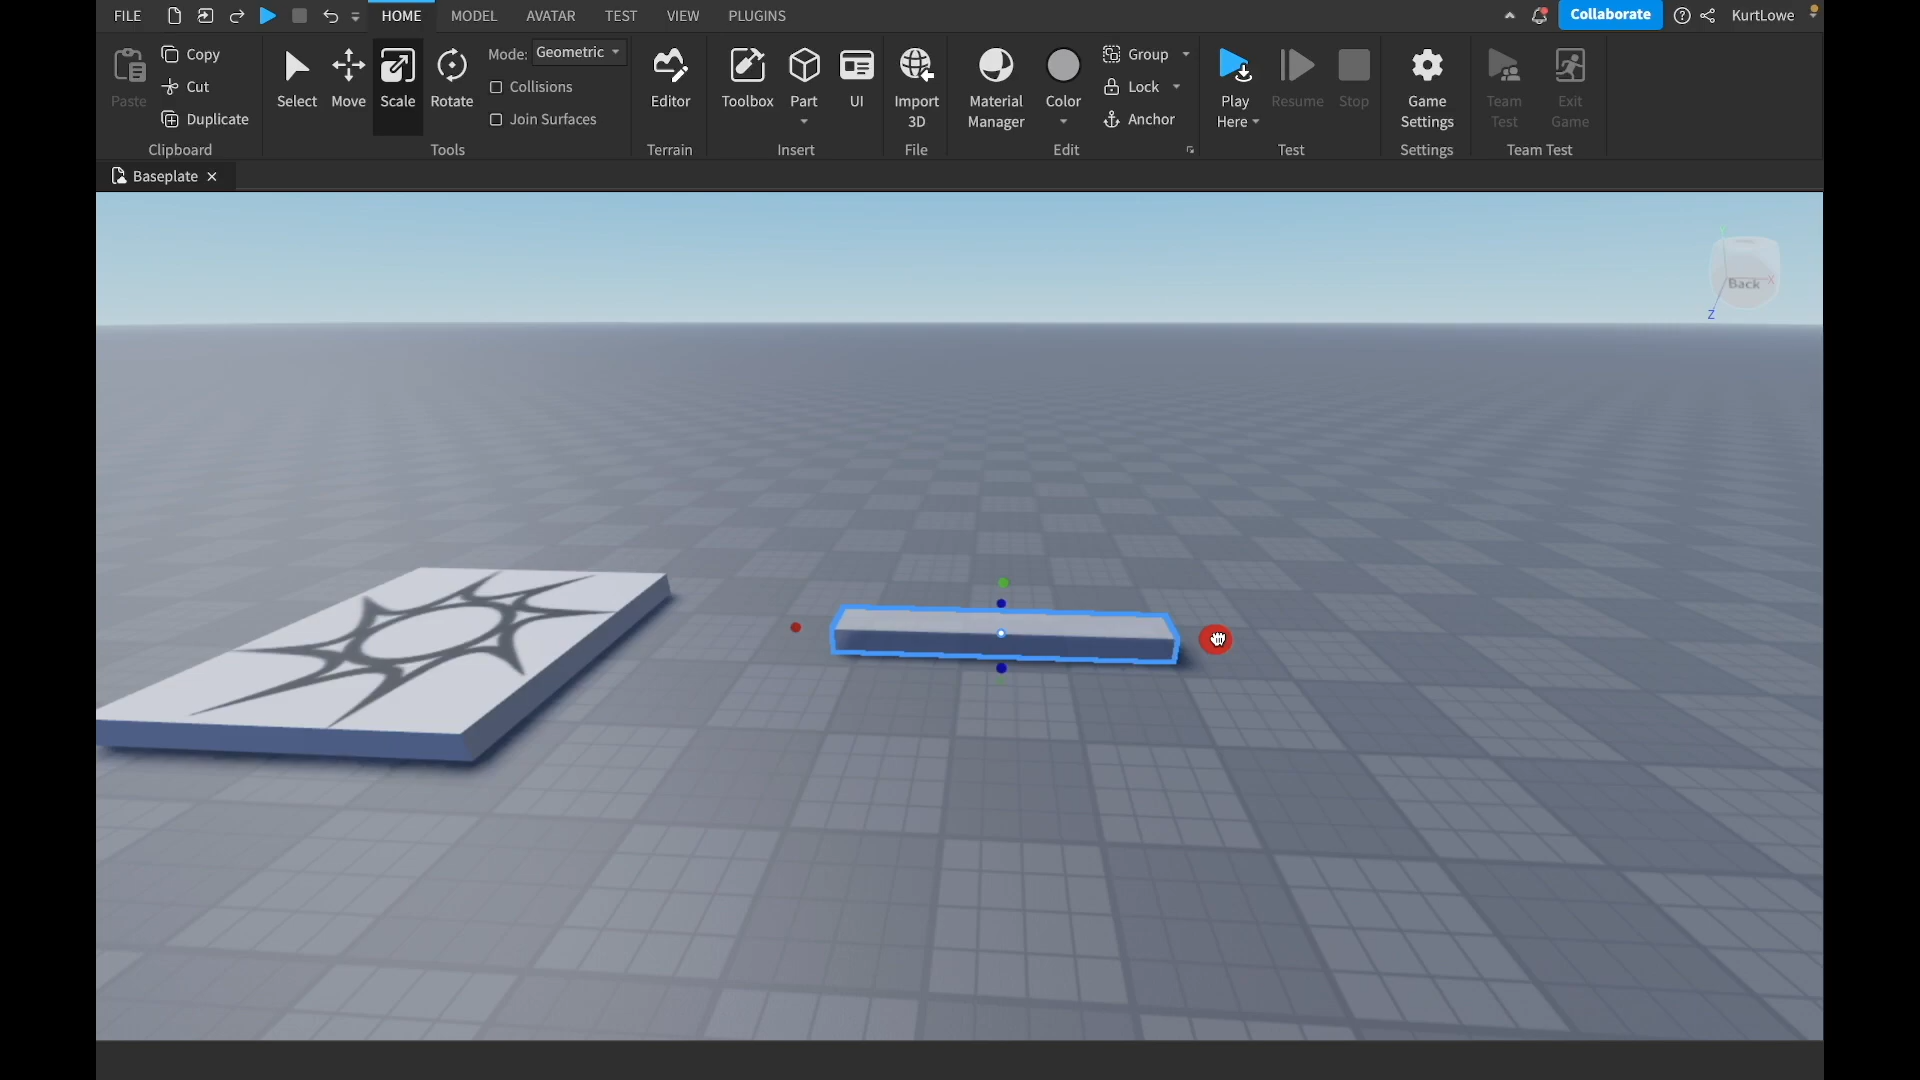 FILE HOME MODEL AVATAR TEST VIEW PLUGINS Collaborate KurtLowe
Paste Copy Cut Duplicate
Clipboard
Select Move Scale Rotate Mode: Geometric Collisions Join Surfaces
Tools
Editor
Terrain
Toolbox Part UI
Insert
Import 3D
File
Material Manager Color Group Lock Anchor
Edit
Play Here Resume Stop
Test
Game Settings
Settings
Team Test Exit Game
Team Test
Baseplate
Y
Back X
Z